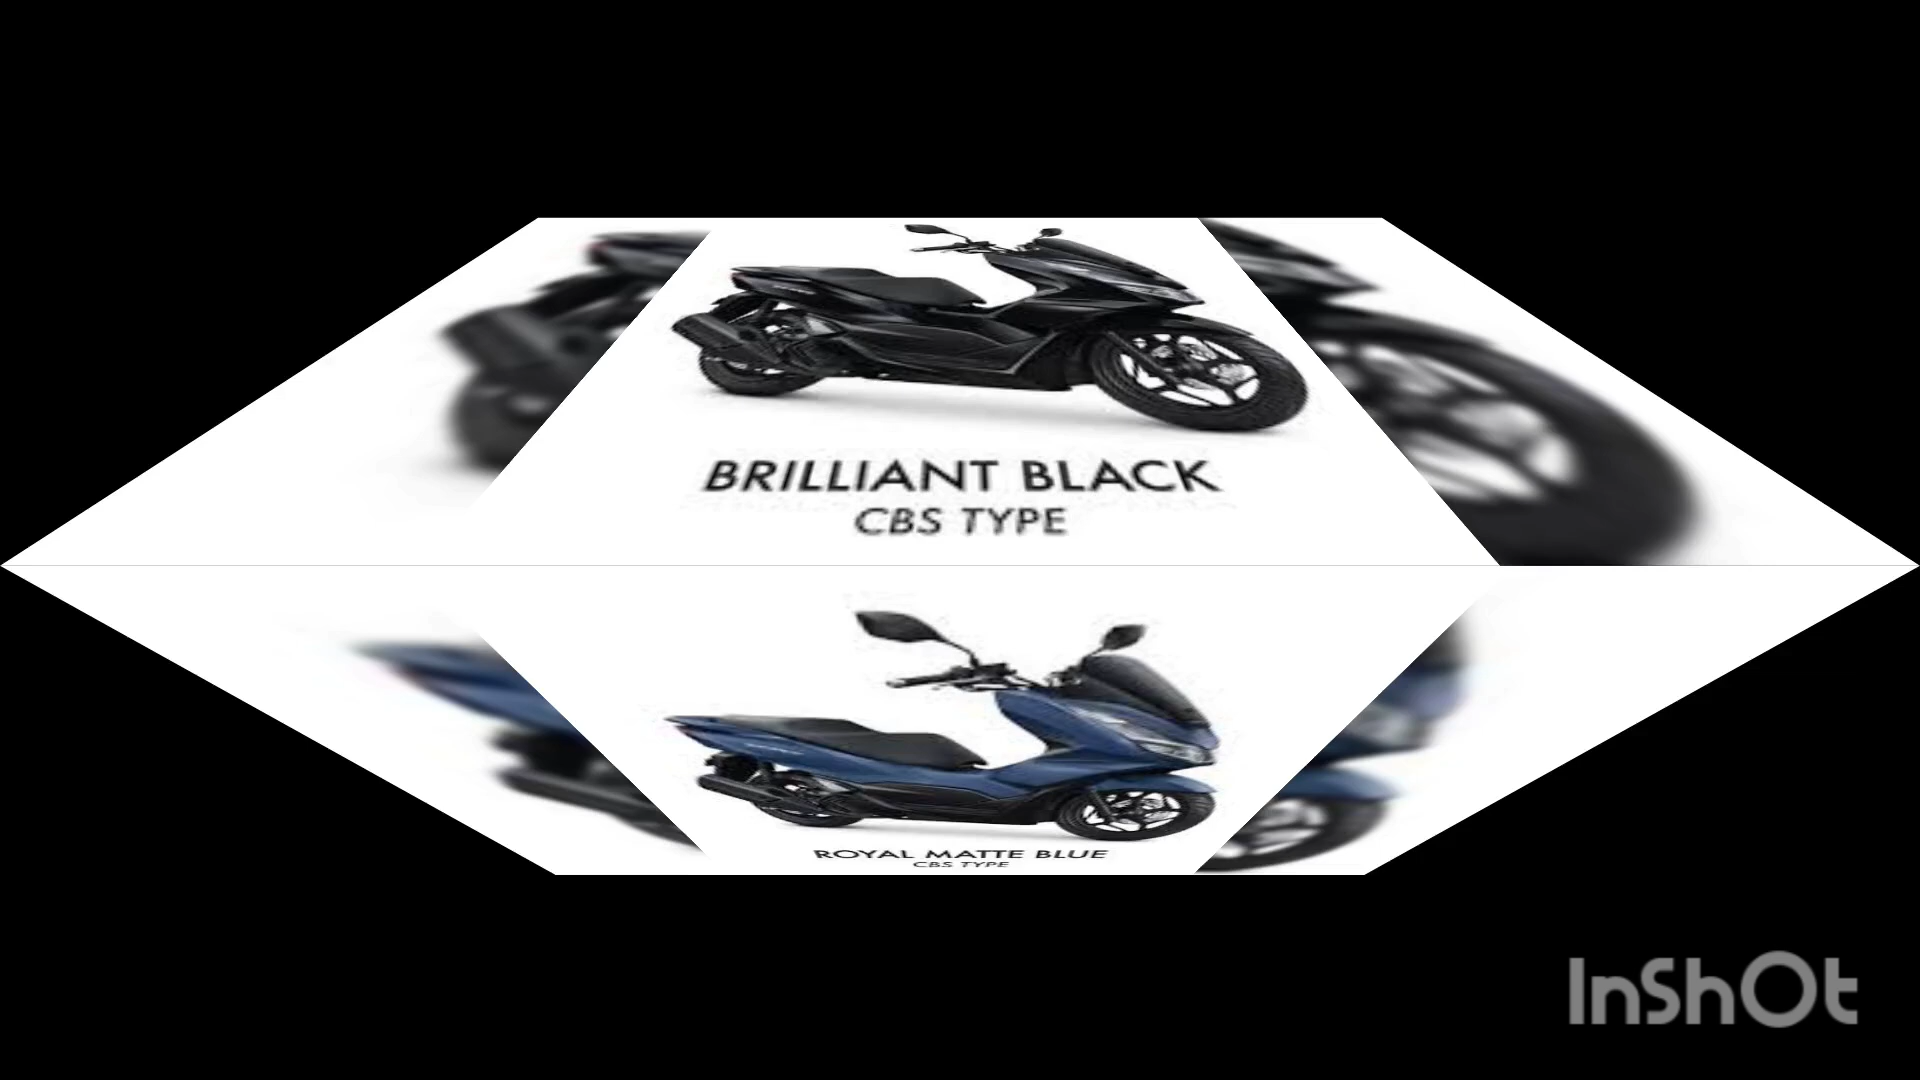 BRILLIANT BLACK
CBS TYPE
ROYAL MATTE BLUE
CBS TYPE
InShOt